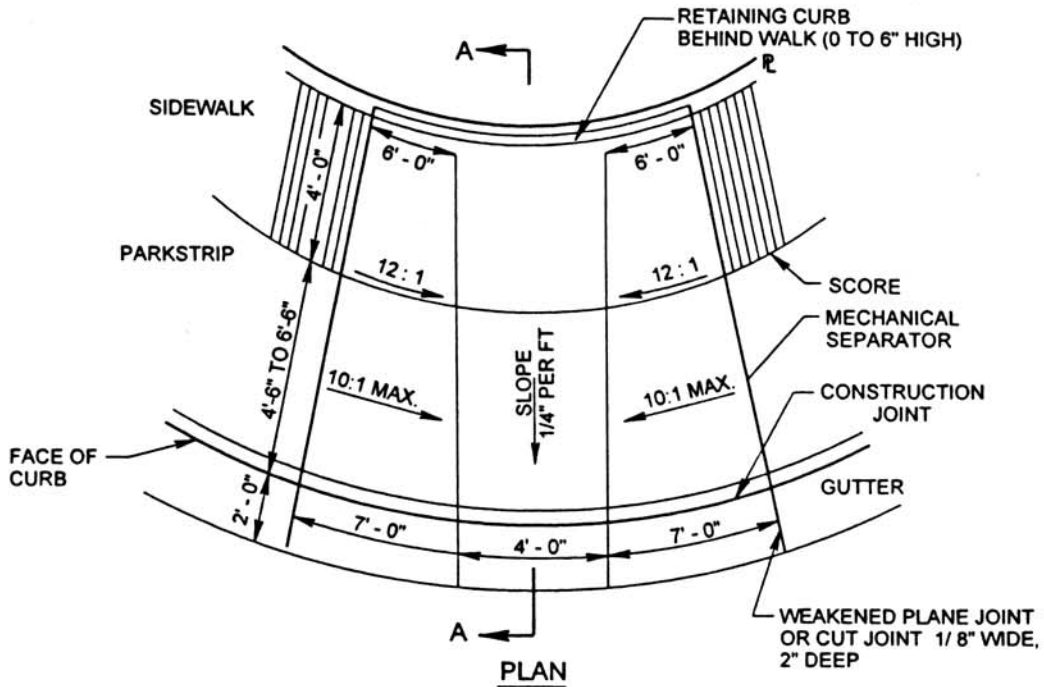 RETAINING CURB
BEHIND WALK (0 TO 6" HIGH)
A
PL
SIDEWALK
6' - 0"
6' - 0"
4' - 0"
PARKSTRIP
12 : 1
12 : 1
SCORE
MECHANICAL
SEPARATOR
4'-6" TO 6'-6"
10:1 MAX.
SLOPE
1/4" PER FT
10:1 MAX.
CONSTRUCTION
JOINT
FACE OF
CURB
GUTTER
2' - 0"
7' - 0"
4' - 0"
7' - 0"
A
WEAKENED PLANE JOINT
OR CUT JOINT 1/ 8" WIDE,
2" DEEP
PLAN